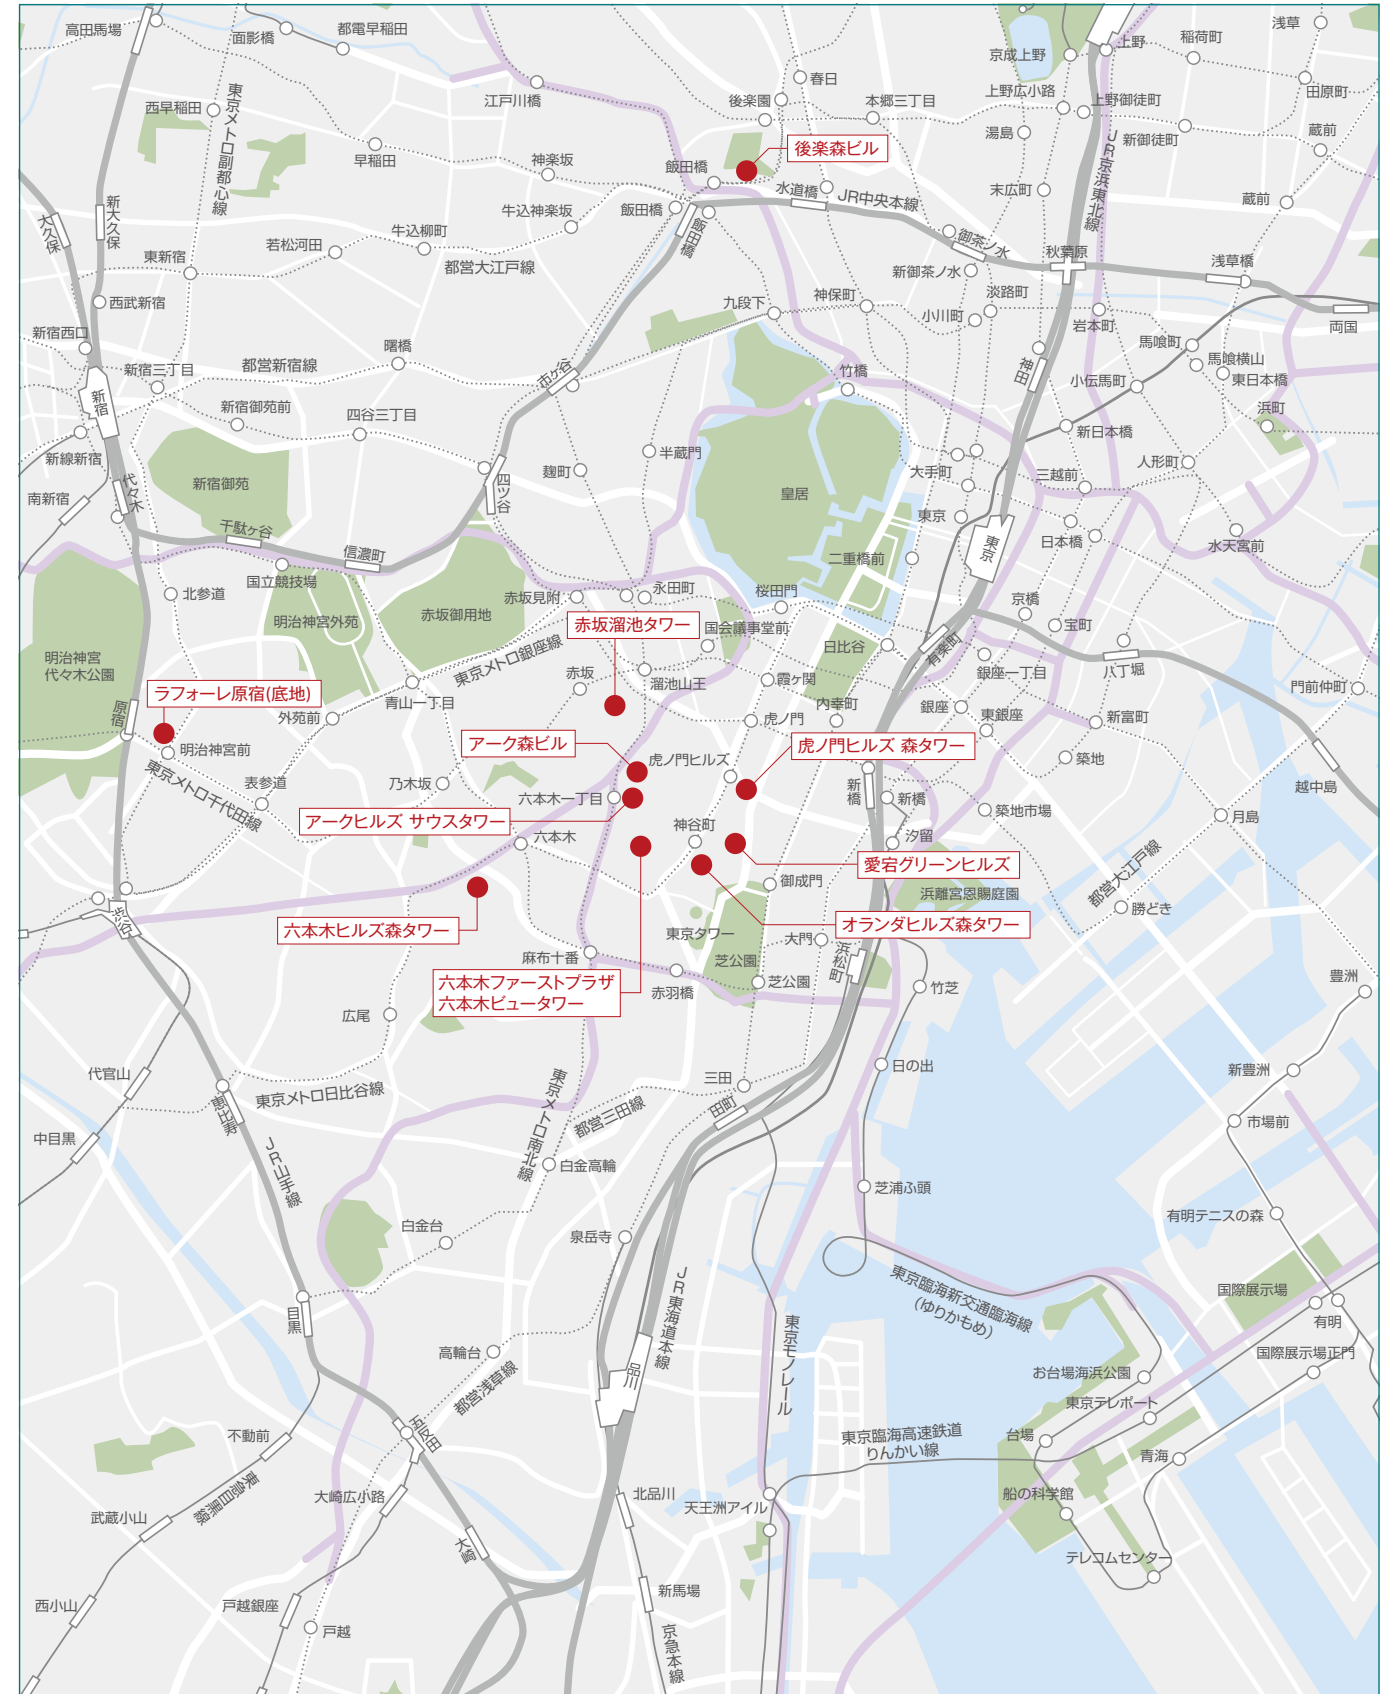 高田馬場
面影橋
都電早稲田
江戸川橋
春日
後楽園
本郷三丁目
京成上野
上野
稲荷町
浅草
田原町
上野広小路
上野御徒町
新御徒町
湯島
蔵前
蔵前
西早稲田
東京メトロ副都心線
早稲田
神楽坂
飯田橋
後楽森ビル
水道橋
JR中央本線
末広町
JR京浜東北線
大久保
新大久保
東新宿
若松河田
牛込柳町
牛込神楽坂
飯田橋
飯田橋
都営大江戸線
御茶ノ水
新御茶ノ水
秋葉原
浅草橋
両国
西武新宿
新宿西口
新宿三丁目
都営新宿線
曙橋
市ヶ谷
九段下
神保町
小川町
淡路町
岩本町
神田
馬喰町
馬喰横山
東日本橋
小伝馬町
浜町
新宿
新宿御苑前
四谷三丁目
竹橋
新線新宿
南新宿
代々木
新宿御苑
四ツ谷
麹町
半蔵門
皇居
大手町
新日本橋
三越前
人形町
東京
東京
日本橋
水天宮前
千駄ヶ谷
信濃町
国立競技場
北参道
明治神宮外苑
赤坂御用地
赤坂見附
永田町
桜田門
二重橋前
京橋
宝町
八丁堀
赤坂溜池タワー
国会議事堂前
日比谷
有楽町
銀座一丁目
明治神宮
代々木公園
東京メトロ銀座線
赤坂
溜池山王
霞ヶ関
内幸町
銀座
東銀座
新富町
門前仲町
ラフォーレ原宿(底地)
原宿
明治神宮前
外苑前
青山一丁目
虎ノ門
アーク森ビル
虎ノ門ヒルズ
虎ノ門ヒルズ 森タワー
築地
越中島
東京メトロ千代田線
表参道
乃木坂
六本木一丁目
新橋
新橋
築地市場
月島
アークヒルズ サウスタワー
六本木
神谷町
汐留
愛宕グリーンヒルズ
都営大江戸線
渋谷
御成門
浜離宮恩賜庭園
勝どき
六本木ヒルズ森タワー
東京タワー
オランダヒルズ森タワー
大門
浜松町
麻布十番
芝公園
芝公園
赤羽橋
六本木ファーストプラザ
六本木ビュータワー
竹芝
豊洲
広尾
代官山
恵比寿
東京メトロ日比谷線
東京メトロ南北線
都営三田線
三田
田町
日の出
新豊洲
市場前
中目黒
JR山手線
白金高輪
芝浦ふ頭
有明テニスの森
白金台
泉岳寺
東京臨海新交通臨海線
(ゆりかもめ)
国際展示場
有明
国際展示場正門
目黒
高輪台
都営浅草線
JR東海道本線
品川
東京モノレール
お台場海浜公園
東京テレポート
台場
青海
東京臨海高速鉄道
りんかい線
不動前
五反田
東急目黒線
武蔵小山
大崎広小路
大崎
北品川
天王洲アイル
船の科学館
テレコムセンター
西小山
戸越銀座
戸越
新馬場
京急本線